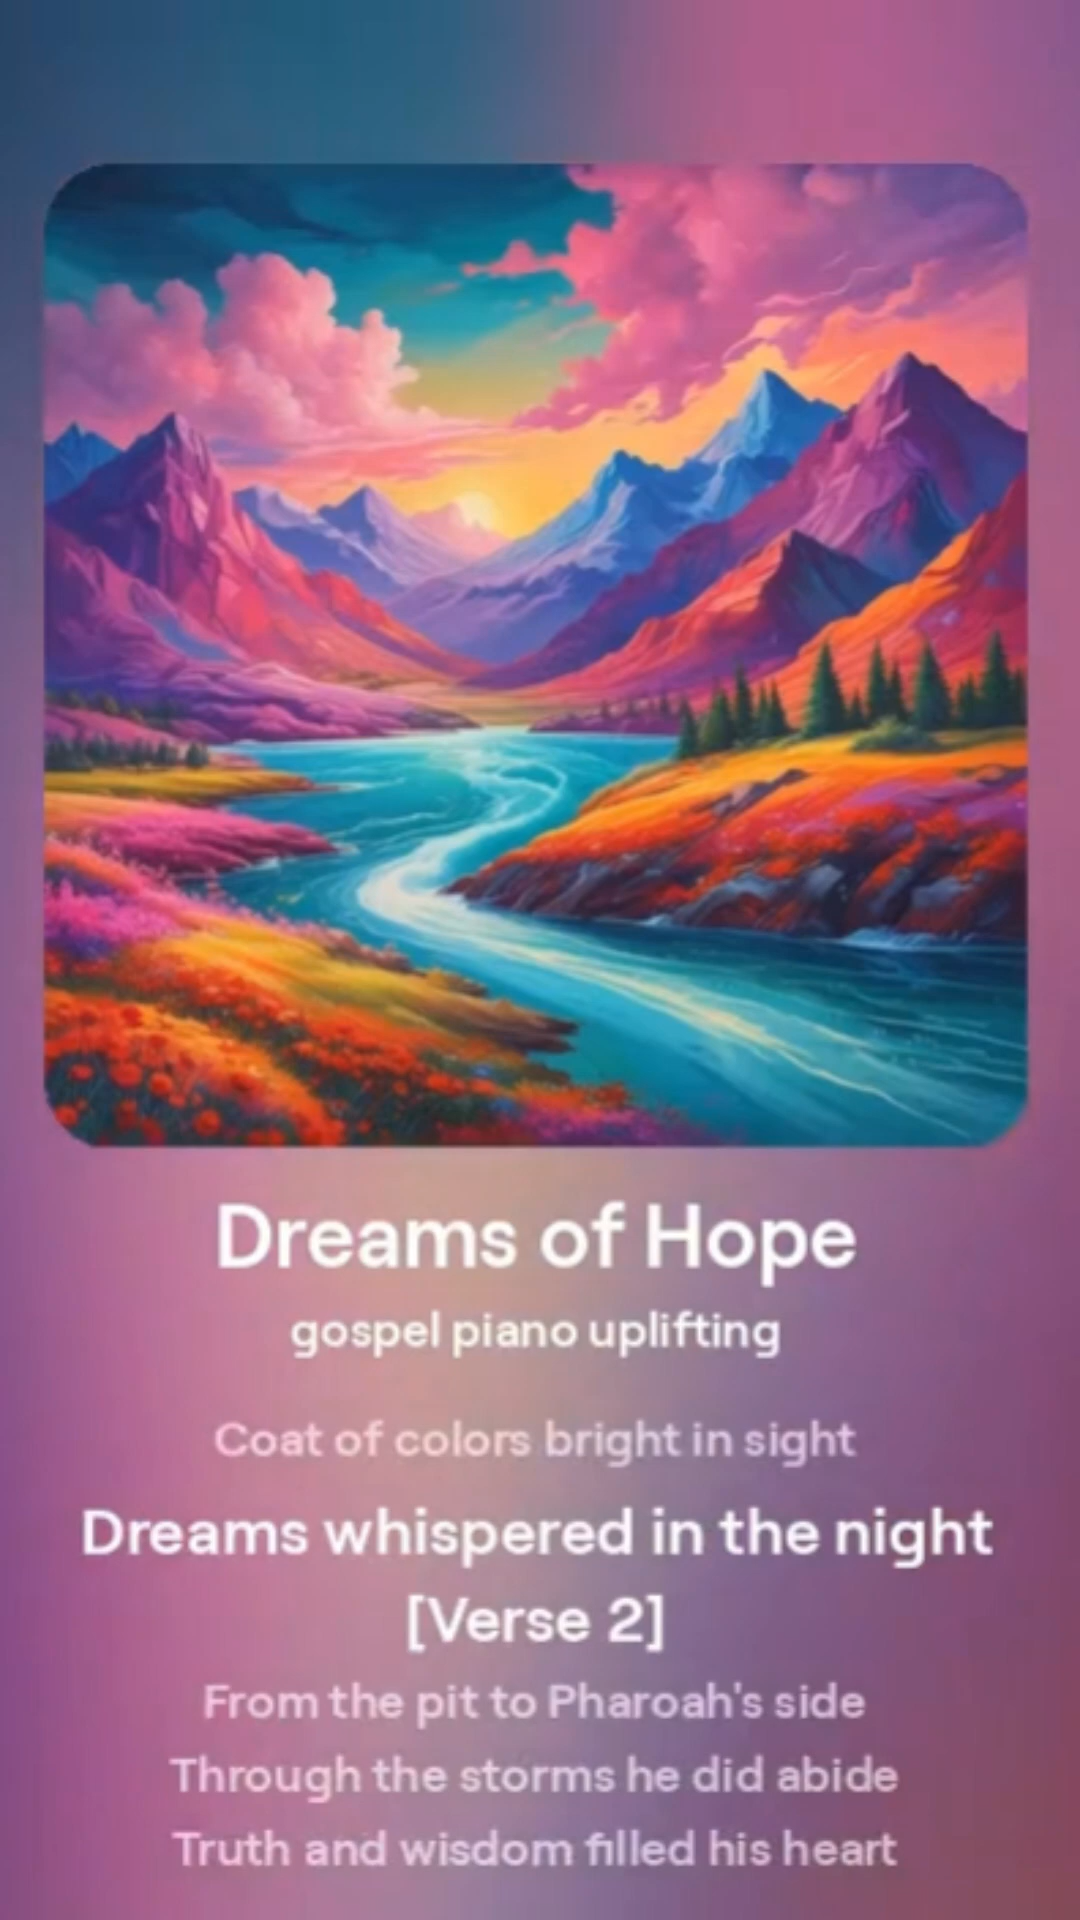 Dreams of Hope
gospel piano uplifting
Coat of colors bright in sight
Dreams whispered in the night
[Verse 2]
From the pit to Pharoah's side
Through the storms he did abide
Truth and wisdom filled his heart